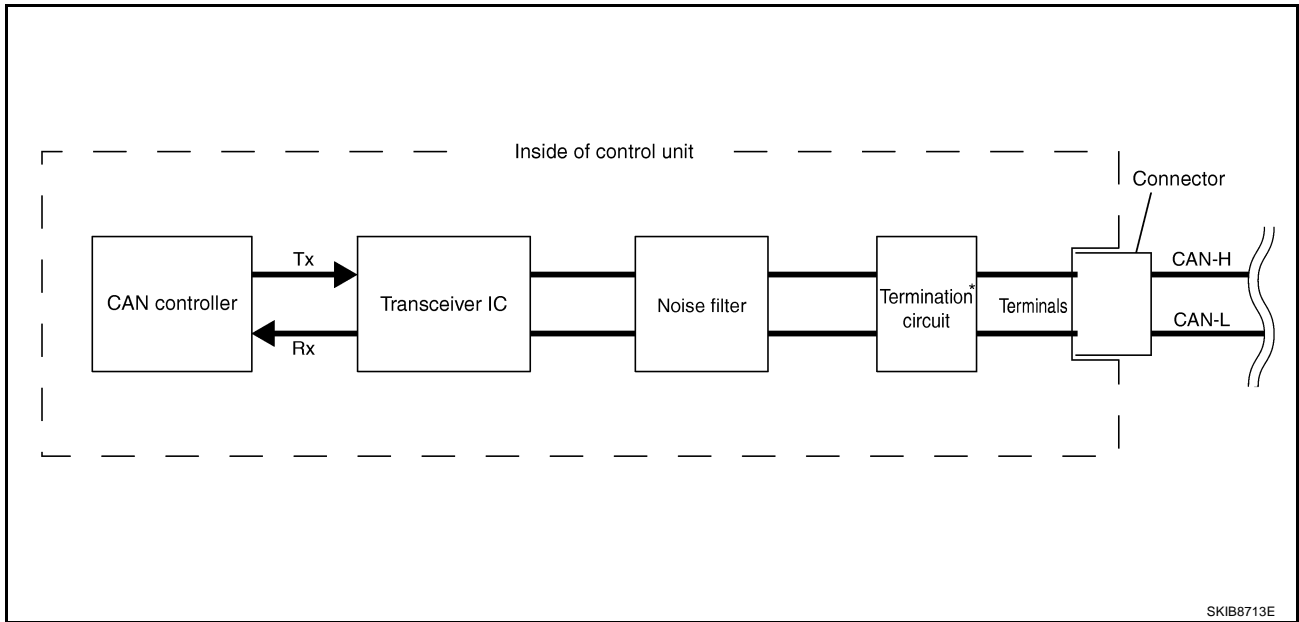 Inside of control unit
Connector
CAN controller
Tx
Rx
Transceiver IC
Noise filter
Termination*
circuit
Terminals
CAN-H
CAN-L
SKIB8713E